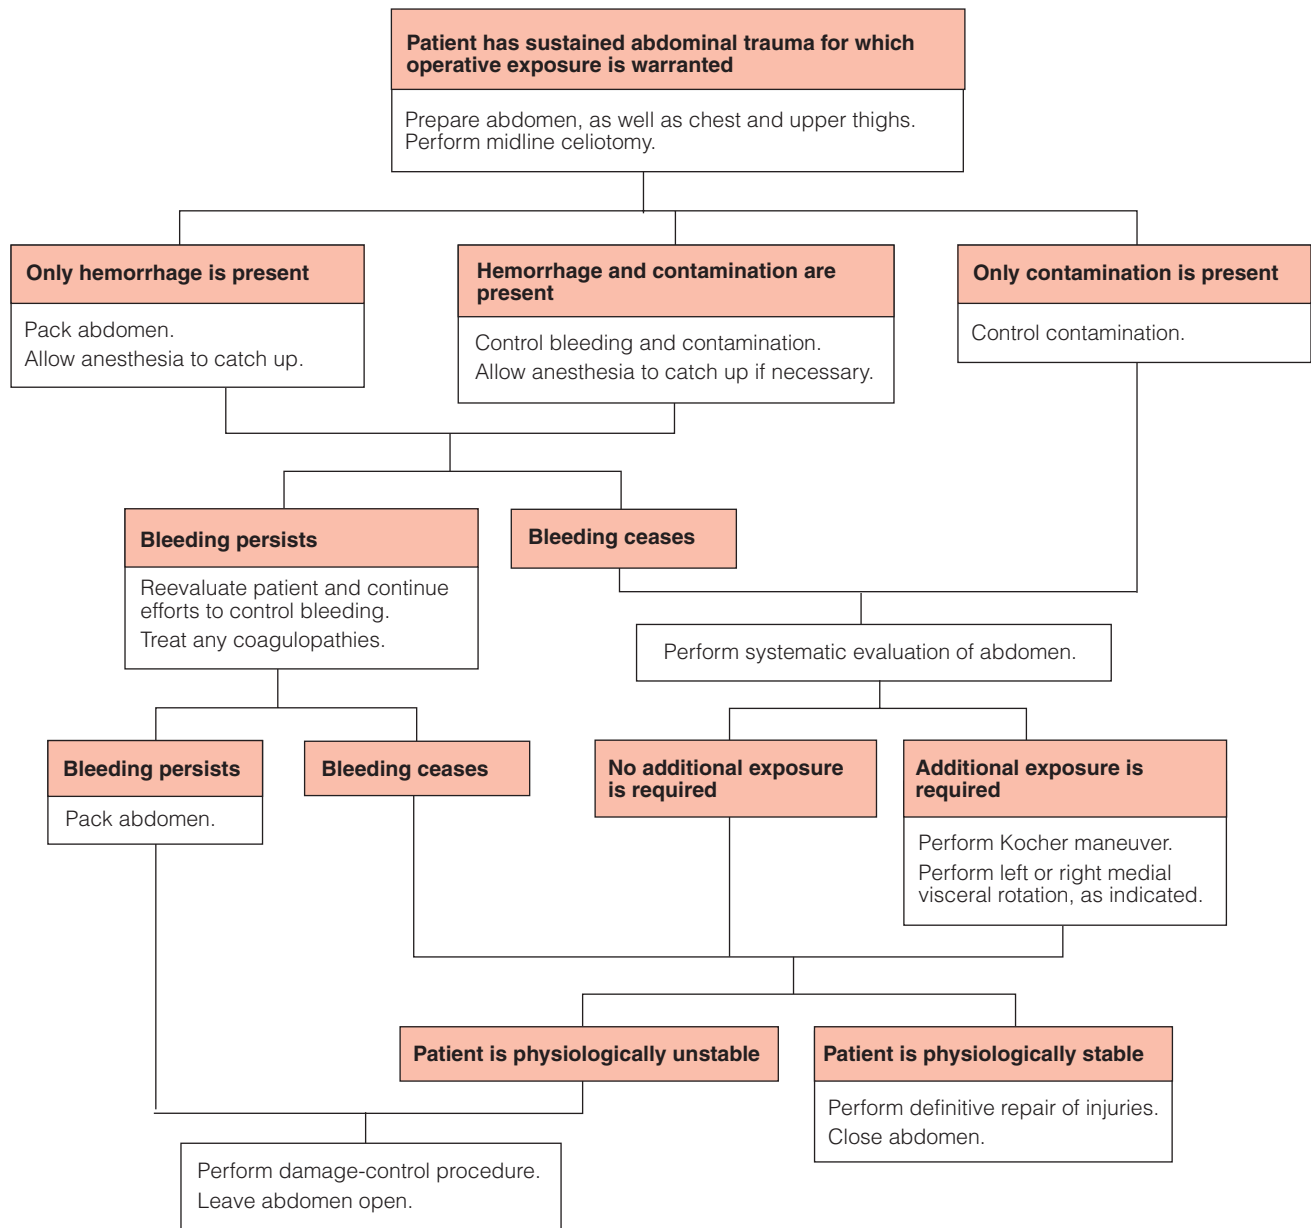 Patient has sustained abdominal trauma for which
operative exposure is warranted
Prepare abdomen, as well as chest and upper thighs.
Perform midline celiotomy.
Only hemorrhage is present
Pack abdomen.
Allow anesthesia to catch up.
Hemorrhage and contamination are
present
Control bleeding and contamination.
Allow anesthesia to catch up if necessary.
Only contamination is present
Control contamination.
Bleeding persists
Reevaluate patient and continue
efforts to control bleeding.
Treat any coagulopathies.
Bleeding ceases
Perform systematic evaluation of abdomen.
Bleeding persists
Pack abdomen.
Bleeding ceases
No additional exposure
is required
Additional exposure is
required
Perform Kocher maneuver.
Perform left or right medial
visceral rotation, as indicated.
Patient is physiologically unstable
Patient is physiologically stable
Perform definitive repair of injuries.
Close abdomen.
Perform damage-control procedure.
Leave abdomen open.